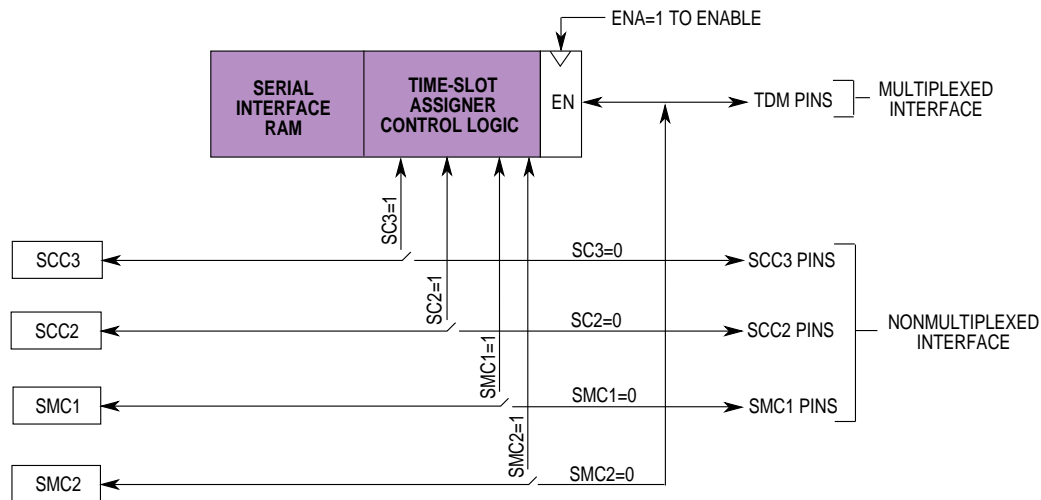 ENA=1 TO ENABLE
SERIAL
INTERFACE
RAM
TIME-SLOT
ASSIGNER
CONTROL LOGIC
EN
TDM PINS
MULTIPLEXED
INTERFACE
SC3=1
SCC3
SC3=0
SCC3 PINS
SC2=1
SCC2
SC2=0
SCC2 PINS
NONMULTIPLEXED
INTERFACE
SMC1=1
SMC1
SMC1=0
SMC1 PINS
SMC2=1
SMC2
SMC2=0